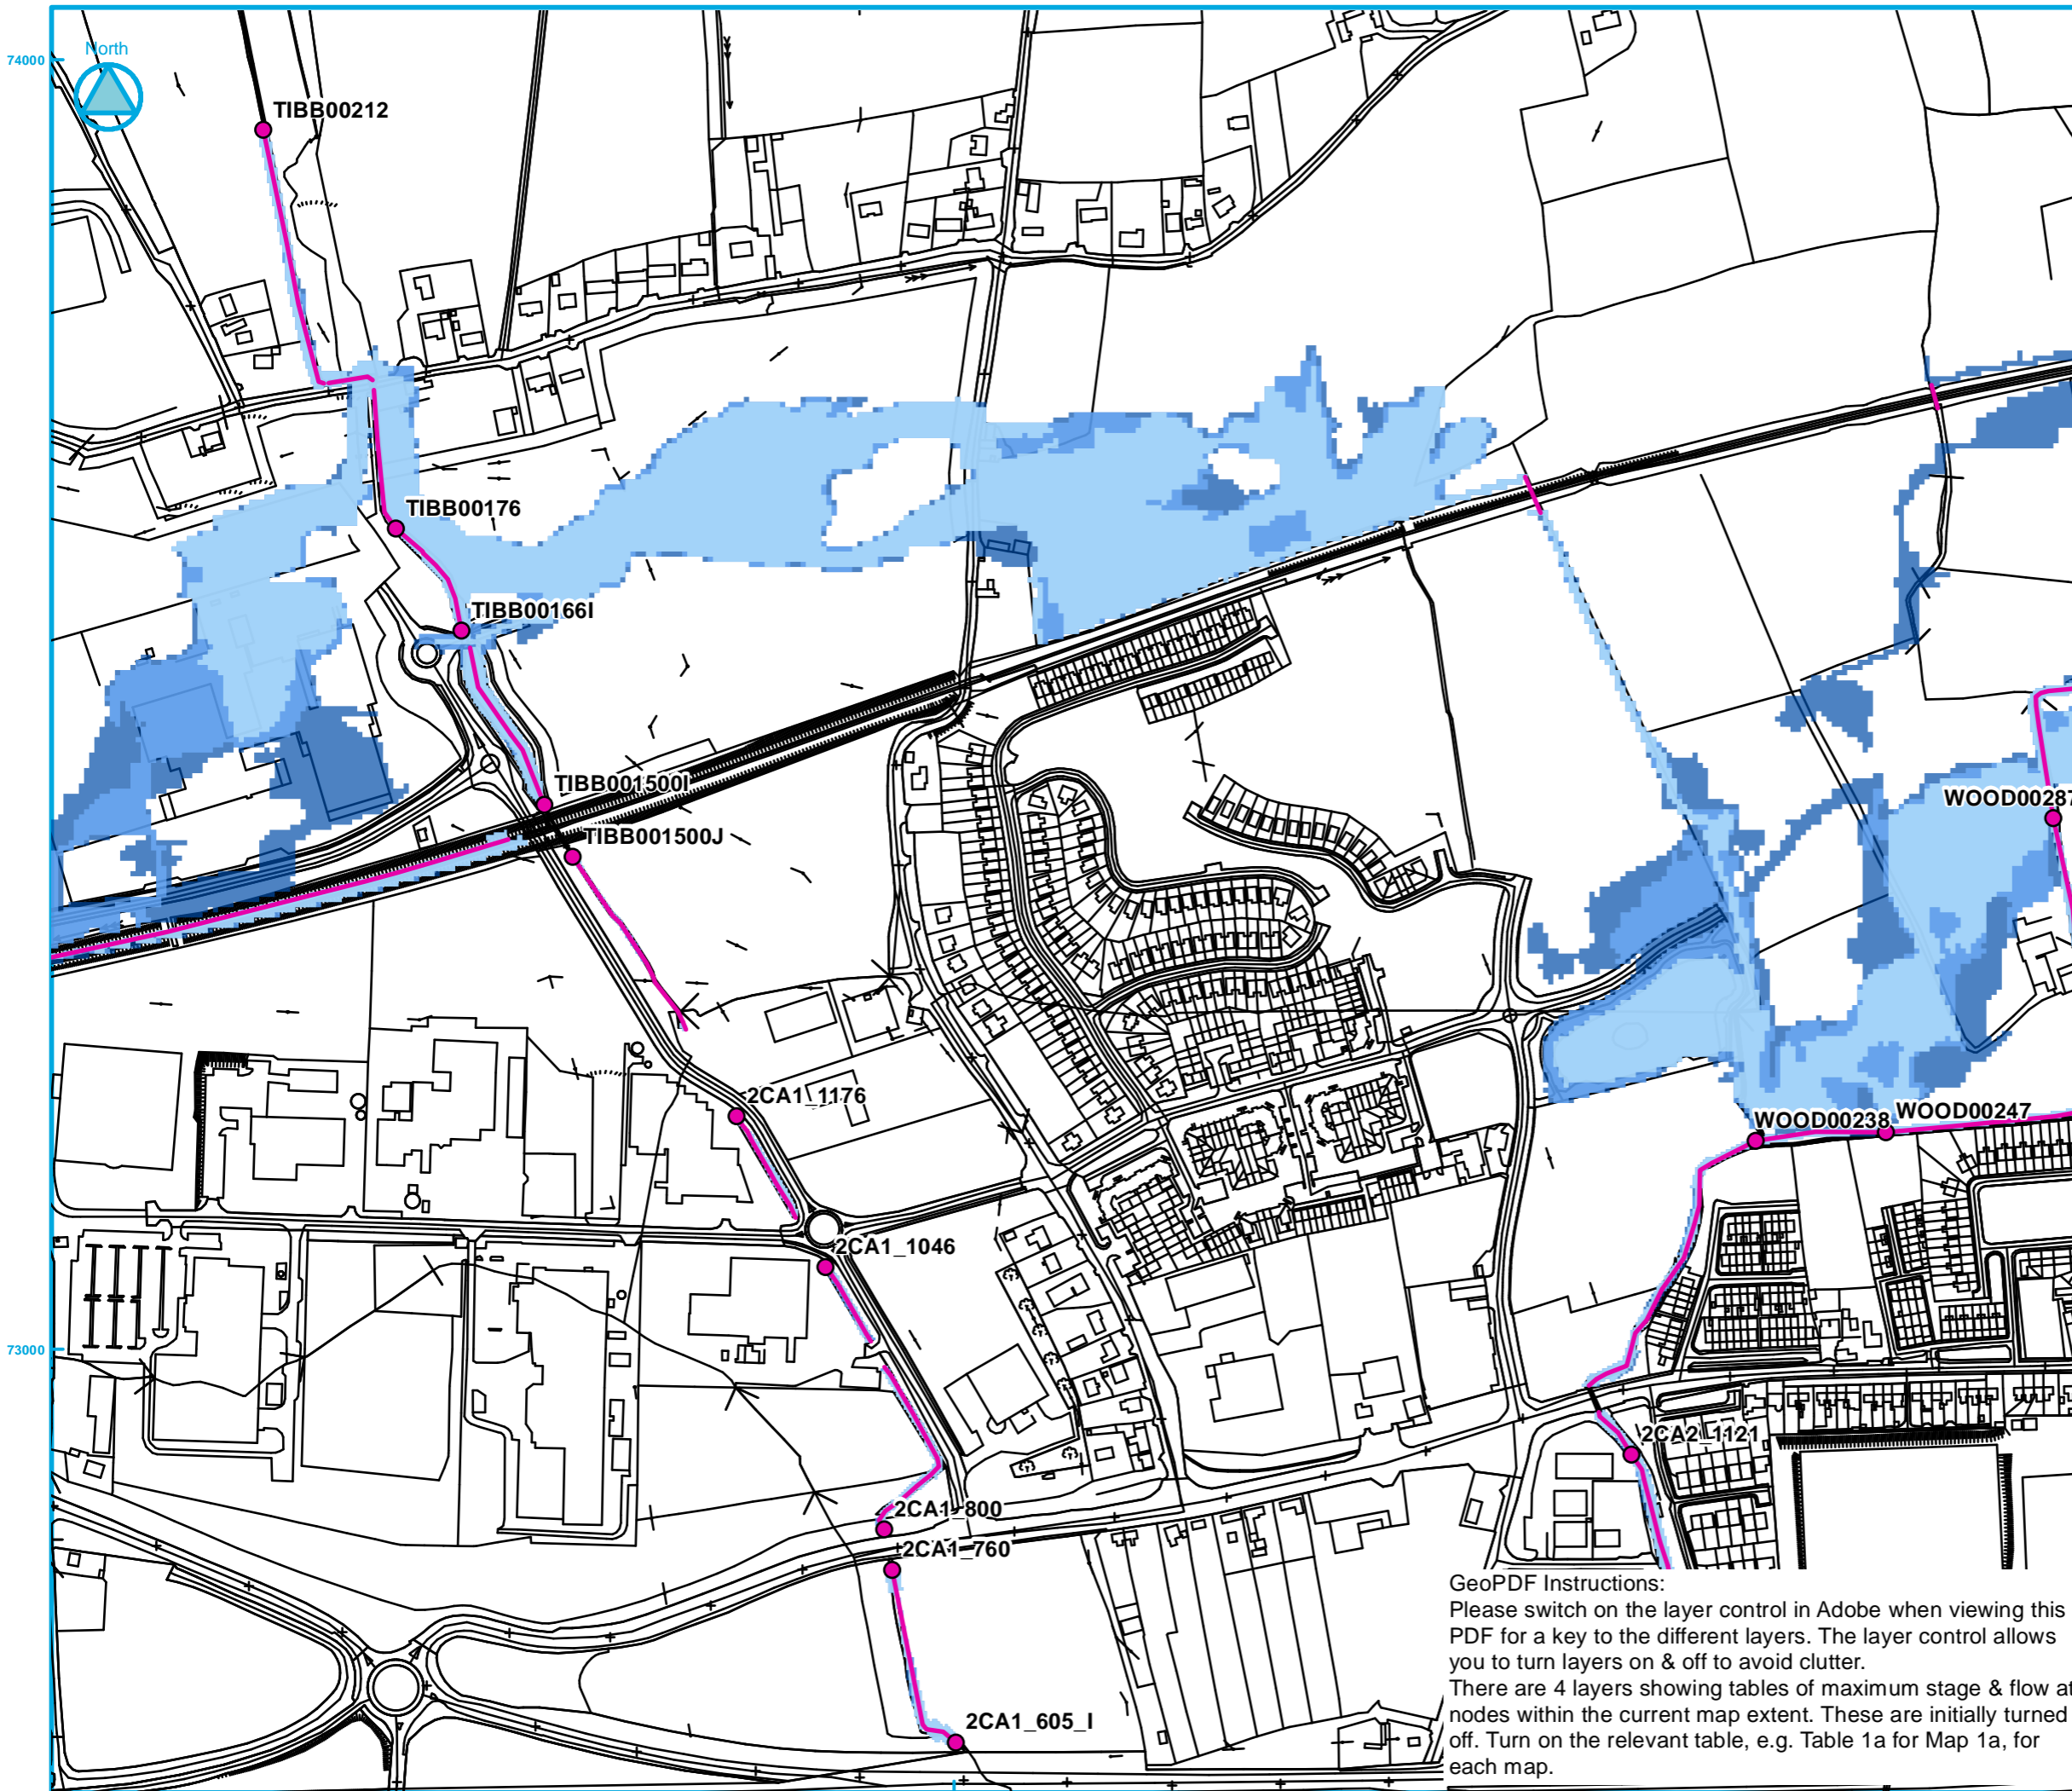 North
74000
TIBB00212
TIBB00176
TIBB00166I
TIBB001500I
WOOD00287
TIBB001500J
2CA1_1176
WOOD00238
WOOD00247
2CA1_1046
73000
2CA2_1121
2CA1_800
2CA1_760
GeoPDF Instructions:
Please switch on the layer control in Adobe when viewing this
PDF for a key to the different layers. The layer control allows
you to turn layers on & off to avoid clutter.
There are 4 layers showing tables of maximum stage & flow at
nodes within the current map extent. These are initially turned
off. Turn on the relevant table, e.g. Table 1a for Map 1a, for
each map.
2CA1_605_I